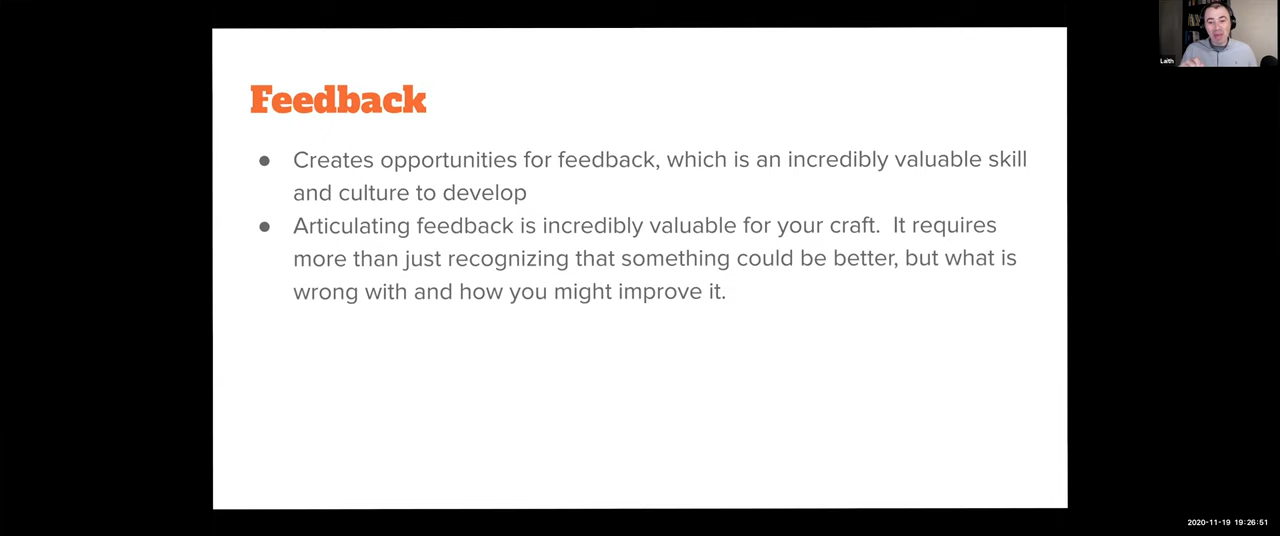 Feedback
● Creates opportunities for feedback, which is an incredibly valuable skill
and culture to develop
● Articulating feedback is incredibly valuable for your craft.  It requires
more than just recognizing that something could be better, but what is
wrong with and how you might improve it.
Laith
2020-11-19 19:26:51